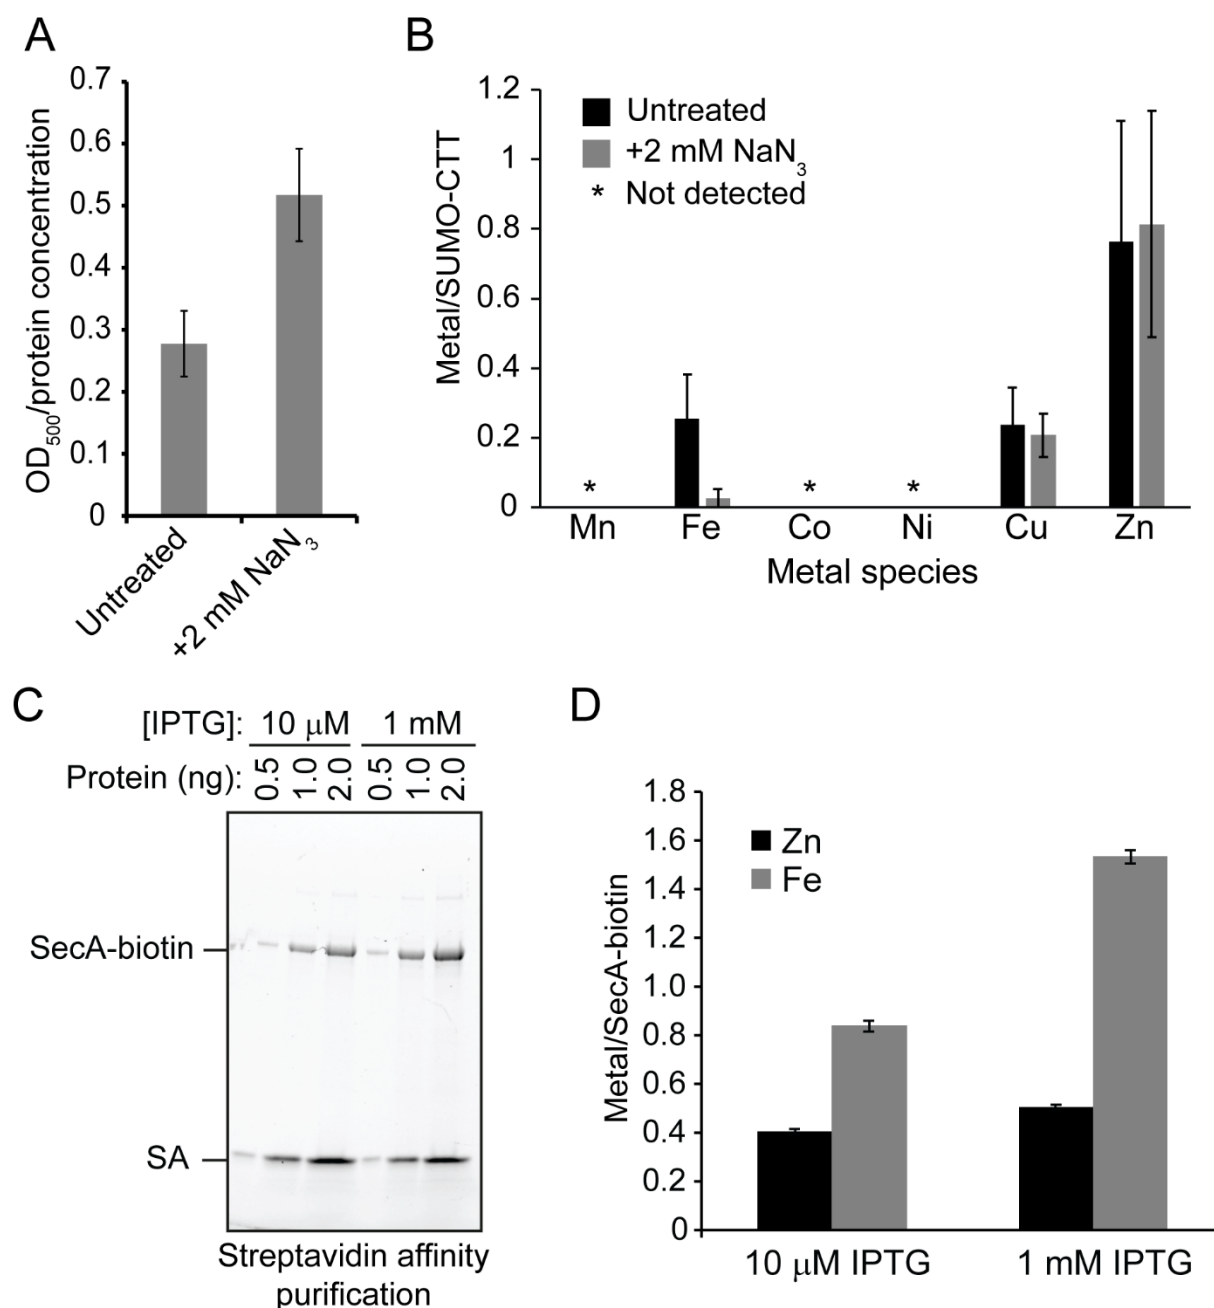 A
0.7
0.6
0.5
0.4
0.3
0.2
0.1
0
OD500/protein concentration
Untreated
+2 mM NaN3
B
1.2
1
0.8
0.6
0.4
0.2
0
Metal/SUMO-CTT
Untreated
+2 mM NaN3
* Not detected
* * *
Mn Fe Co Ni Cu Zn
Metal species
C
[IPTG]: 10 μM 1 mM
Protein (ng): 0.5 1.0 2.0 0.5 1.0 2.0
SecA-biotin
SA
Streptavidin affinity
purification
D
1.8
1.6
1.4
1.2
1.0
0.8
0.6
0.4
0.2
0
Metal/SecA-biotin
Zn
Fe
10 μM IPTG 1 mM IPTG